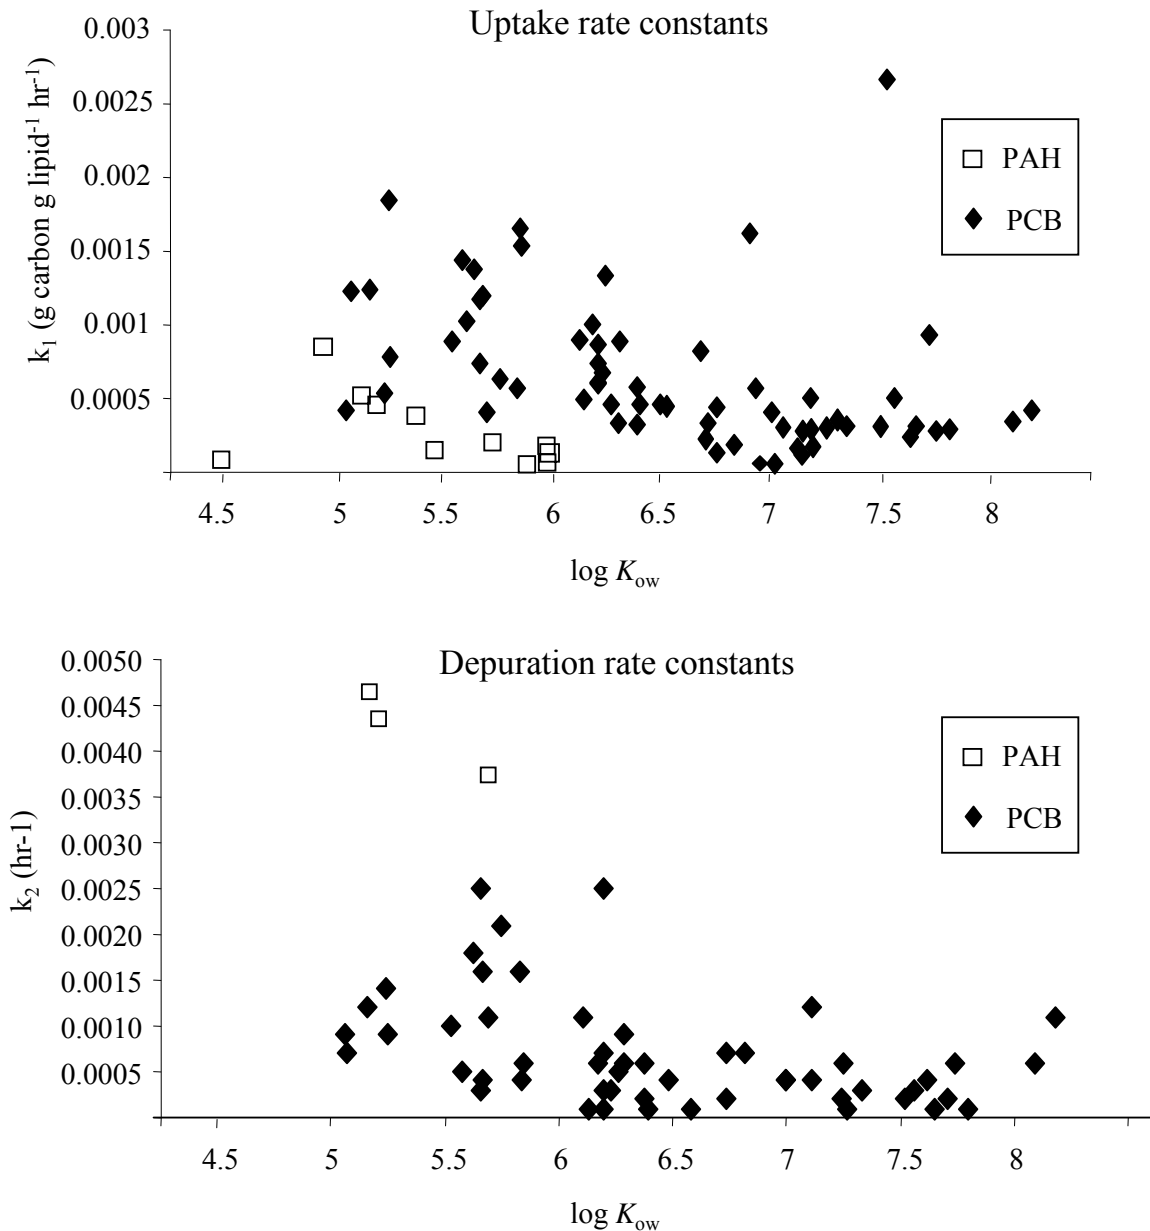 Uptake rate constants
0.003
0.0025
0.002
0.0015
0.001
0.0005
k₁ (g carbon g lipid⁻¹ hr⁻¹)
PAH
PCB
4.5 5 5.5 6 6.5 7 7.5 8
log Kow
Depuration rate constants
0.0050
0.0045
0.0040
0.0035
0.0030
0.0025
0.0020
0.0015
0.0010
0.0005
k₂ (hr-1)
PAH
PCB
4.5 5 5.5 6 6.5 7 7.5 8
log Kow